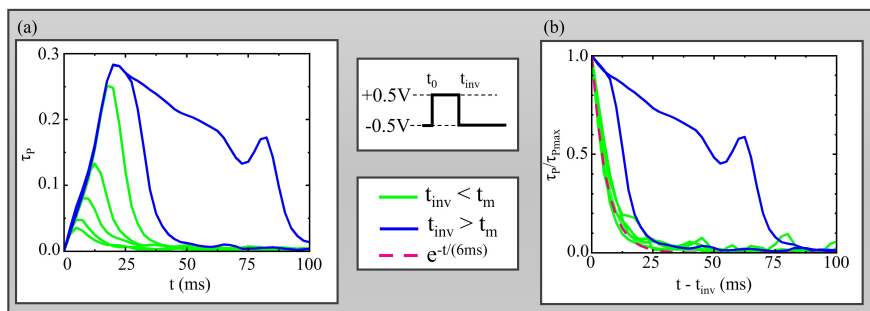 (a)
0.3
0.2
0.1
0.0
τP
0 25 50 75 100
t (ms)
t0 tinv
+0.5V
-0.5V
tinv < tm
tinv > tm
e-t/(6ms)
(b)
1.0
0.5
0.0
τP/τPmax
0 25 50 75 100
t - tinv (ms)